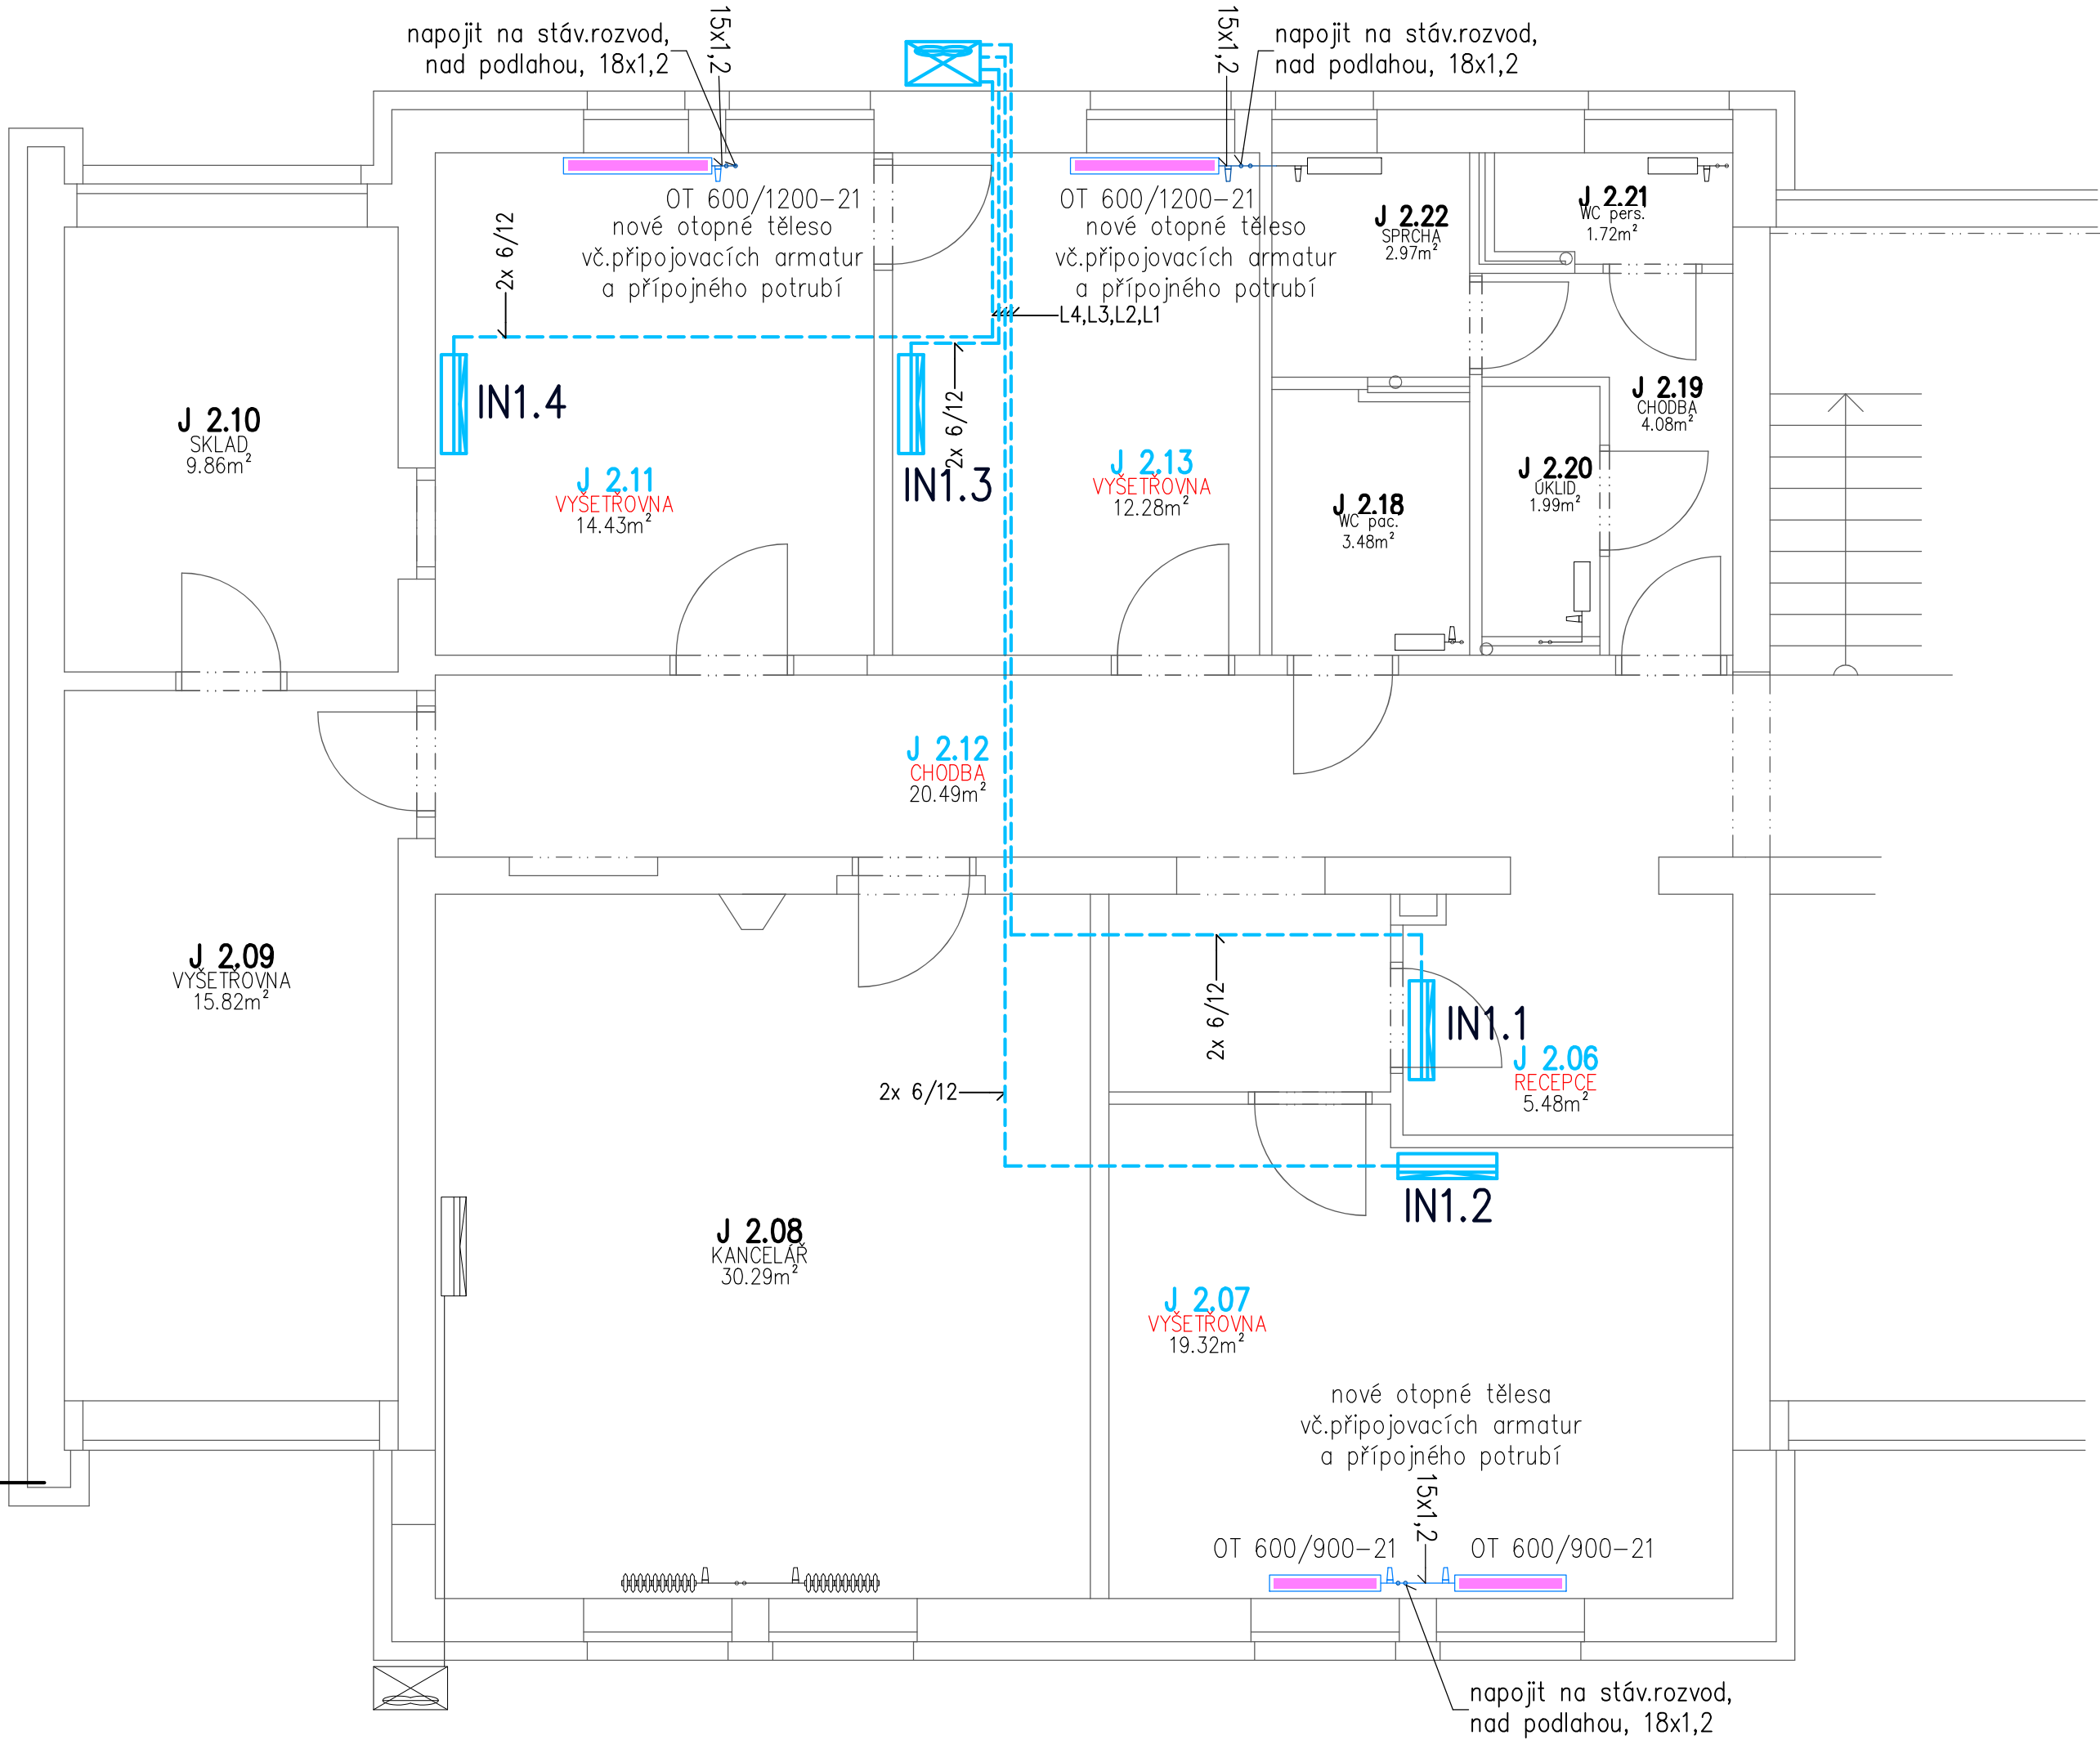 napojit na stáv.rozvod,
nad podlahou, 18x1,2
15x1,2
15x1,2
napojit na stáv.rozvod,
nad podlahou, 18x1,2
OT 600/1200-21
nové otopné těleso
vč.připojovacích armatur
a přípojného potrubí
OT 600/1200-21
nové otopné těleso
vč.připojovacích armatur
a přípojného potrubí
J 2.22
SPRCHA
2.97m²
J 2.21
WC pers.
1.72m²
2x 6/12
L4,L3,L2,L1
J 2.10
SKLAD
9.86m²
IN1.4
2x 6/12
IN1.3
J 2.11
VYŠETŘOVNA
14.43m²
J 2.13
VYŠETŘOVNA
12.28m²
J 2.19
CHODBA
4.08m²
J 2.20
ÚKLID
1.99m²
J 2.18
WC pac.
3.48m²
J 2.12
CHODBA
20.49m²
J 2.09
VYŠETŘOVNA
15.82m²
2x 6/12
IN1.1
J 2.06
RECEPCE
5.48m²
2x 6/12
IN1.2
J 2.08
KANCELÁŘ
30.29m²
J 2.07
VYŠETŘOVNA
19.32m²
nové otopné tělesa
vč.připojovacích armatur
a přípojného potrubí
15x1,2
OT 600/900-21
OT 600/900-21
napojit na stáv.rozvod,
nad podlahou, 18x1,2